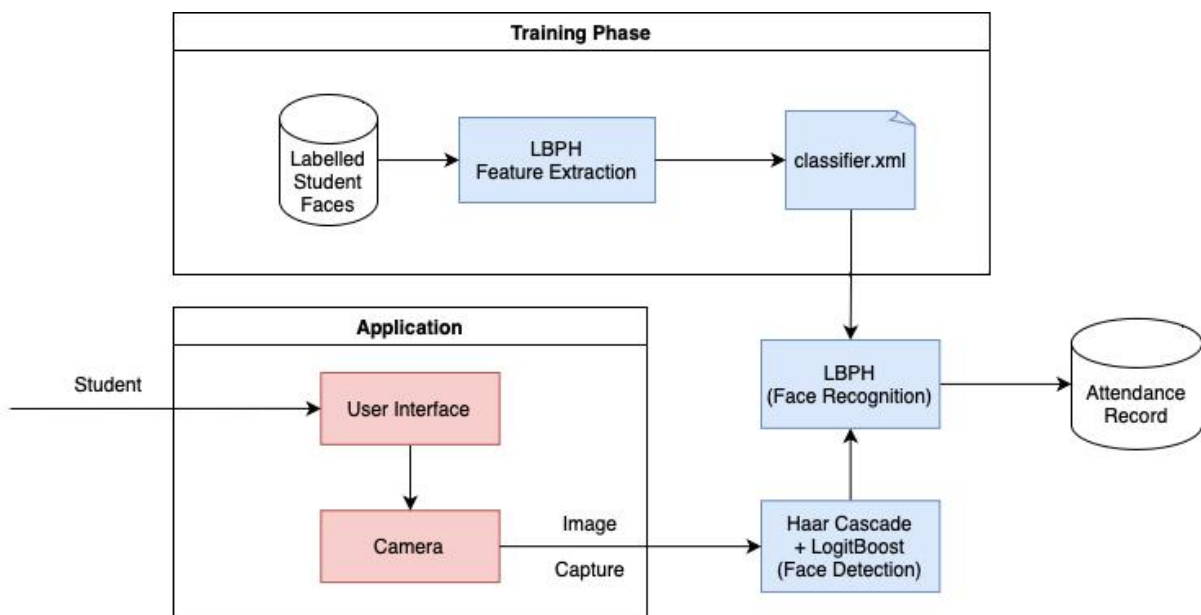 Training Phase
Labelled
Student
Faces
LBPH
Feature Extraction
classifier.xml
Application
Student
User Interface
Camera
Image
Capture
LBPH
(Face Recognition)
Attendance
Record
Haar Cascade
+ LogitBoost
(Face Detection)